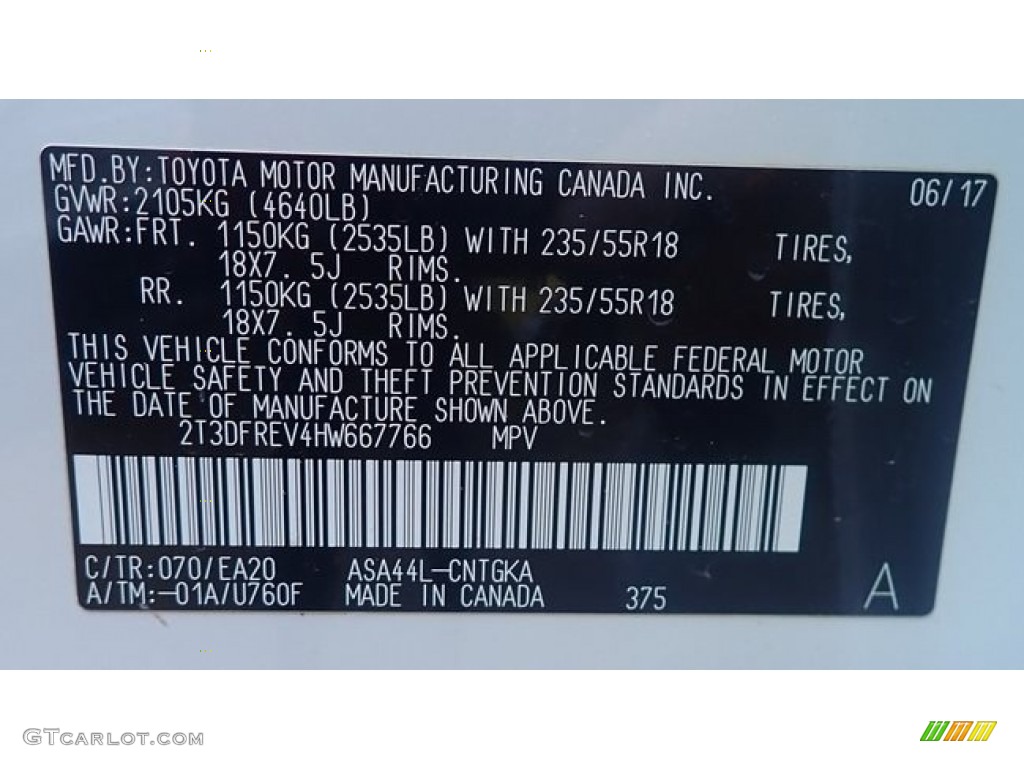 MFD.BY:TOYOTA MOTOR MANUFACTURING CANADA INC. 06/17
GVWR:2105KG (4640LB)
GAWR:FRT. 1150KG (2535LB) WITH 235/55R18 TIRES,
18X7. 5J RIMS.
RR. 1150KG (2535LB) WITH 235/55R18 TIRES,
18X7. 5J RIMS.
THIS VEHICLE CONFORMS TO ALL APPLICABLE FEDERAL MOTOR
VEHICLE SAFETY AND THEFT PREVENTION STANDARDS IN EFFECT ON
THE DATE OF MANUFACTURE SHOWN ABOVE.
2T3DFREV4HW667766 MPV
C/TR:070/EA20 ASA44L-CNTGKA A
A/TM:-01A/U760F MADE IN CANADA 375
GTCARLOT.COM